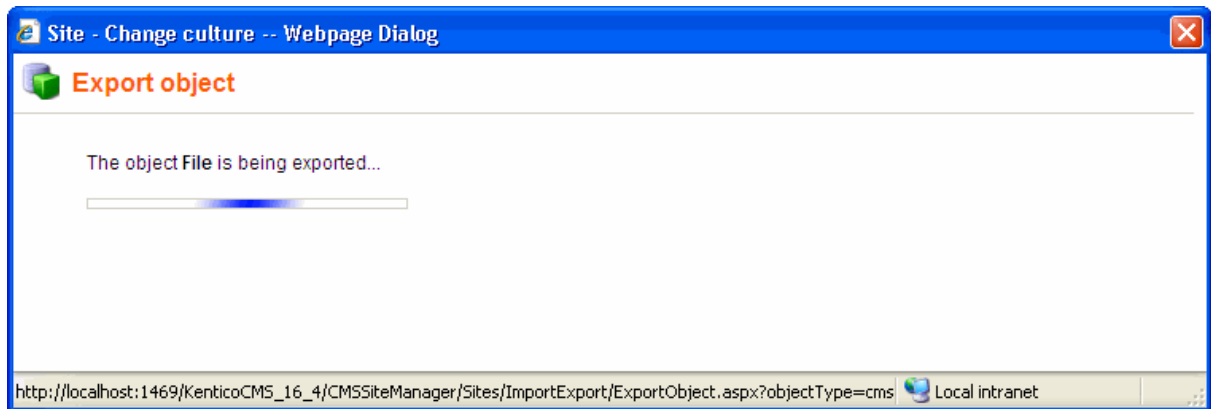 Site - Change culture -- Webpage Dialog
Export object
The object File is being exported...
http://localhost:1469/KenticoCMS_16_4/CMSSiteManager/Sites/ImportExport/ExportObject.aspx?objectType=cms Local intranet